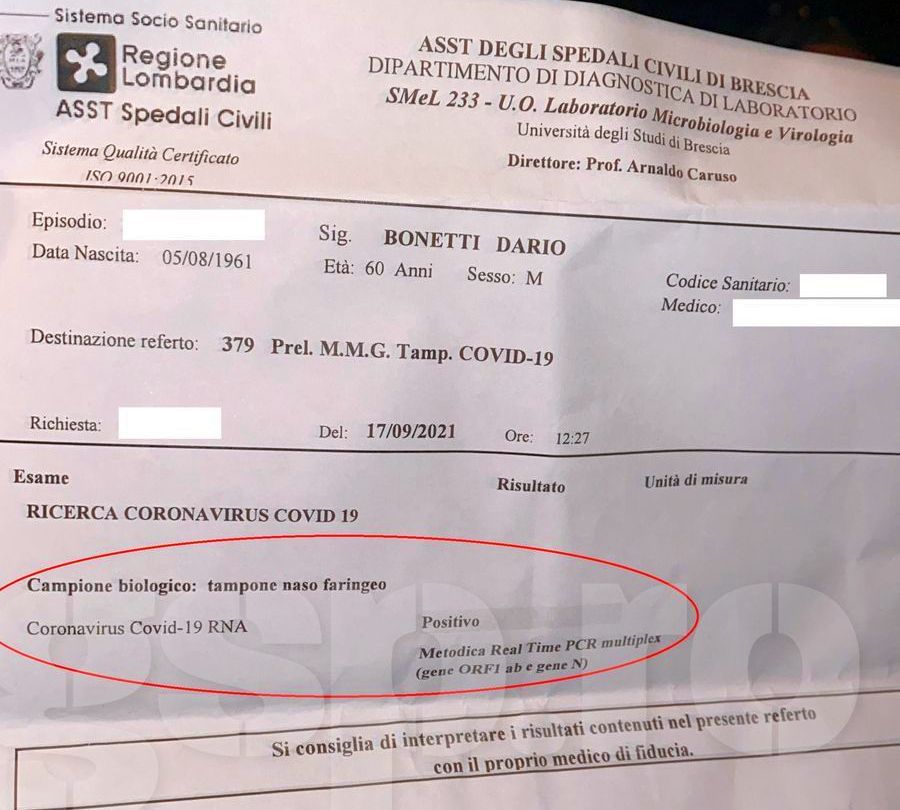 Sistema Socio Sanitario
Regione
Lombardia
ASST Spedali Civili
Sistema Qualità Certificato
ISO 9001:2015
ASST DEGLI SPEDALI CIVILI DI BRESCIA
DIPARTIMENTO DI DIAGNOSTICA DI LABORATORIO
SMeL 233 - U.O. Laboratorio Microbiologia e Virologia
Università degli Studi di Brescia
Direttore: Prof. Arnaldo Caruso
Episodio:
Sig. BONETTI DARIO
Data Nascita: 05/08/1961
Età: 60 Anni Sesso: M
Codice Sanitario:
Medico:
Destinazione referto: 379 Prel. M.M.G. Tamp. COVID-19
Richiesta: Del: 17/09/2021 Ore: 12:27
Esame Risultato Unità di misura
RICERCA CORONAVIRUS COVID 19
Campione biologico: tampone naso faringeo
Coronavirus Covid-19 RNA Positivo
Metodica Real Time PCR multiplex
(gene ORF1 ab e gene N)
Si consiglia di interpretare i risultati contenuti nel presente referto
con il proprio medico di fiducia.
gsp.ro